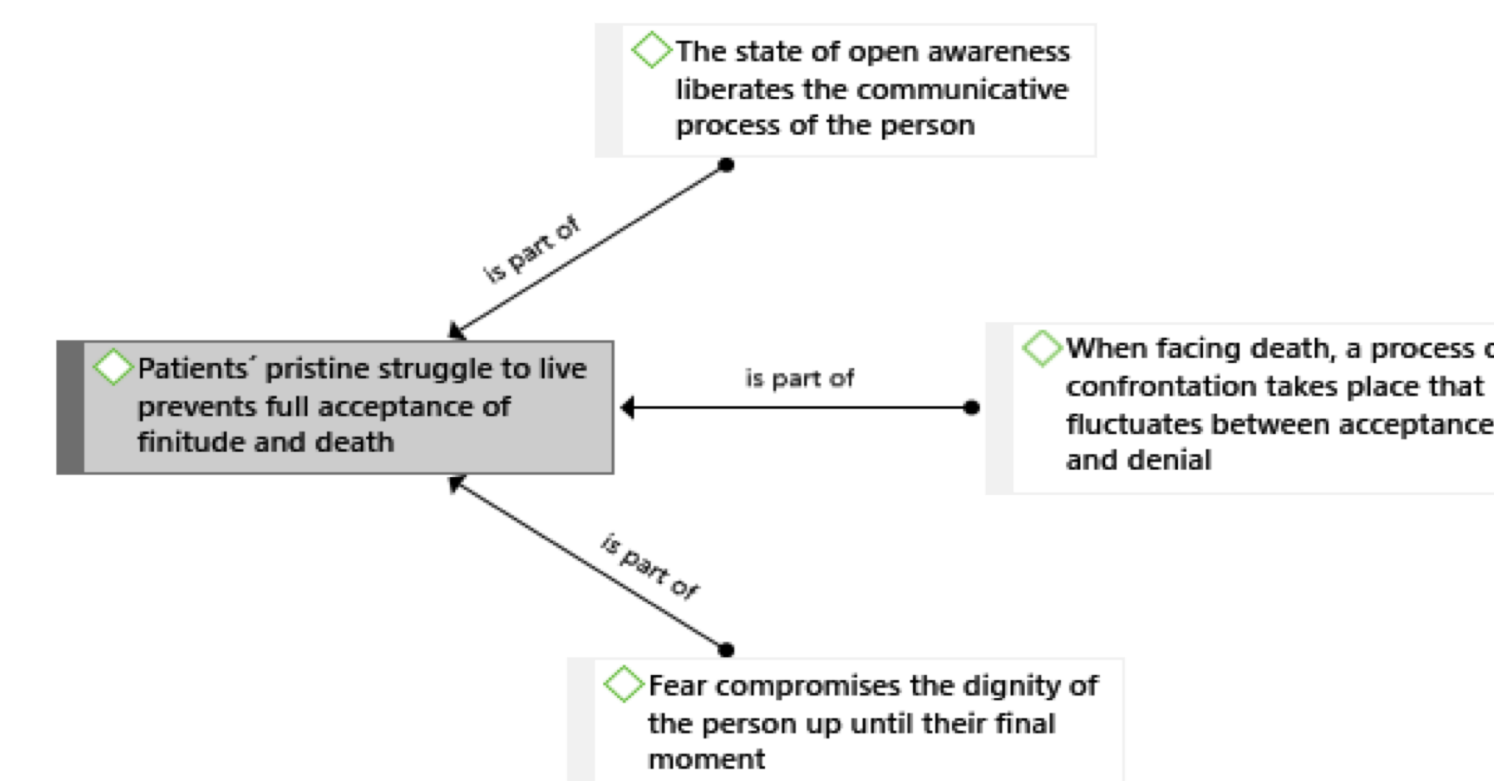 The state of open awareness
liberates the communicative
process of the person
is part of
Patients´ pristine struggle to live
prevents full acceptance of
finitude and death
is part of
When facing death, a process
confrontation takes place that
fluctuates between acceptance
and denial
is part of
Fear compromises the dignity of
the person up until their final
moment